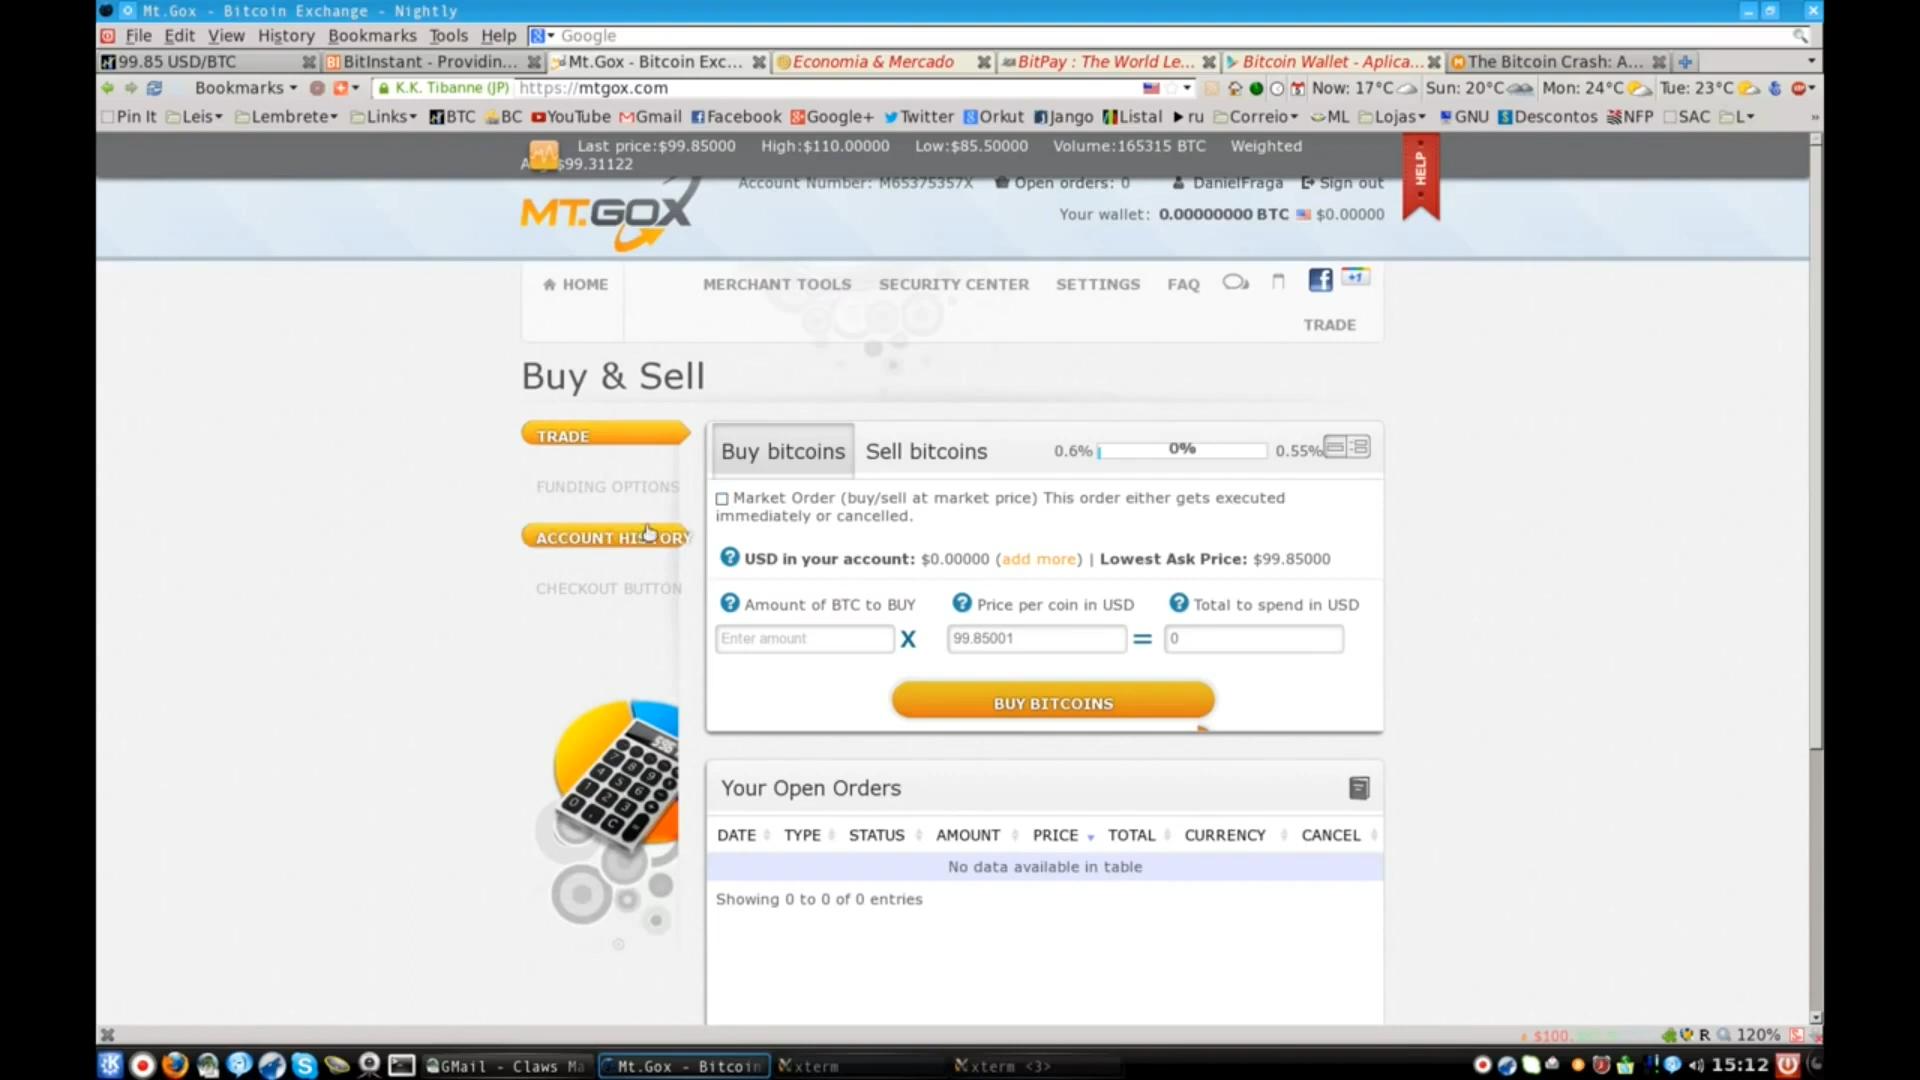 Mt.Gox - Bitcoin Exchange - Nightly
File Edit View History Bookmarks Tools Help Google
99.85 USD/BTC BitInstant - Providin... Mt.Gox - Bitcoin Exc... Economia & Mercado BitPay : The World Le... Bitcoin Wallet - Aplica... The Bitcoin Crash: A...
Bookmarks K.K. Tibanne (JP) https://mtgox.com Now: 17°C Sun: 20°C Mon: 24°C Tue: 23°C
Pin It Leis Lembrete Links BTC BC YouTube Gmail Facebook Google+ Twitter Orkut Jango Listal ru Correio ML Lojas GNU Descontos NFP SAC L
Last price:$99.85000 High:$110.00000 Low:$85.50000 Volume:165315 BTC Weighted
$99.31122
HELP
Account Number: M65375357X Open orders: 0 DanielFraga Sign out
MT.GOX
Your wallet: 0.00000000 BTC $0.00000
HOME MERCHANT TOOLS SECURITY CENTER SETTINGS FAQ
+1
TRADE
Buy & Sell
TRADE
FUNDING OPTIONS
ACCOUNT HISTORY
CHECKOUT BUTTON
Buy bitcoins Sell bitcoins 0.6% 0% 0.55%
Market Order (buy/sell at market price) This order either gets executed
immediately or cancelled.
USD in your account: $0.00000 (add more) | Lowest Ask Price: $99.85000
Amount of BTC to BUY Price per coin in USD Total to spend in USD
Enter amount X 99.85001 = 0
BUY BITCOINS
Your Open Orders
DATE TYPE STATUS AMOUNT PRICE TOTAL CURRENCY CANCEL
No data available in table
Showing 0 to 0 of 0 entries
$100. R 120%
GMail - Claws Ma Mt.Gox - Bitcoin xterm xterm <3> 15:12